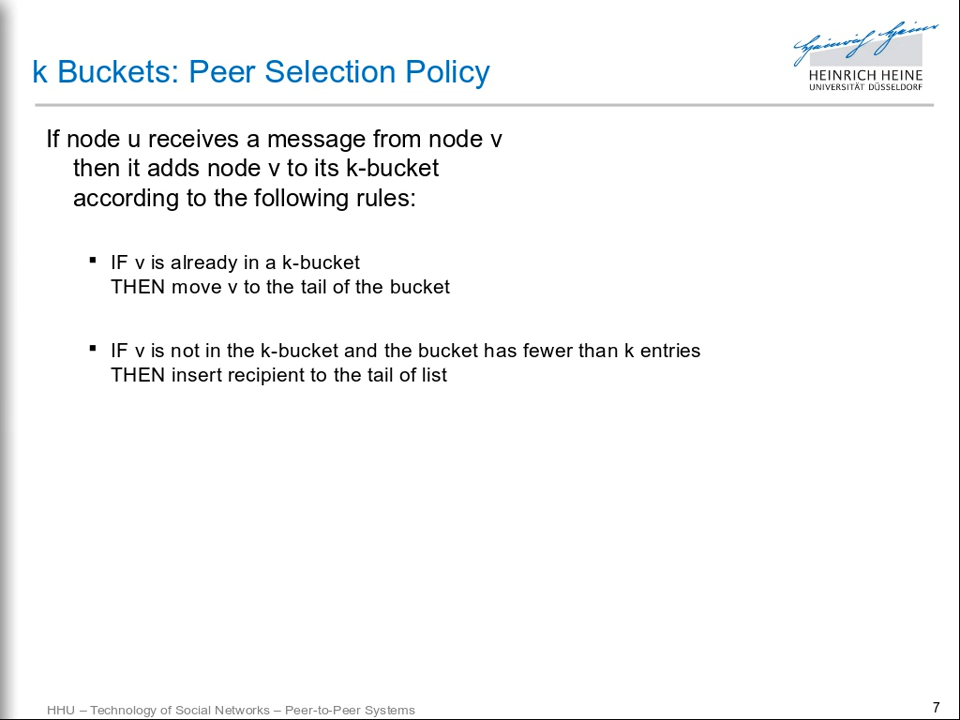 Heinrich Heine
HEINRICH HEINE
UNIVERSITÄT DÜSSELDORF
k Buckets: Peer Selection Policy
If node u receives a message from node v
then it adds node v to its k-bucket
according to the following rules:
▪ IF v is already in a k-bucket
THEN move v to the tail of the bucket
▪ IF v is not in the k-bucket and the bucket has fewer than k entries
THEN insert recipient to the tail of list
HHU – Technology of Social Networks – Peer-to-Peer Systems
7